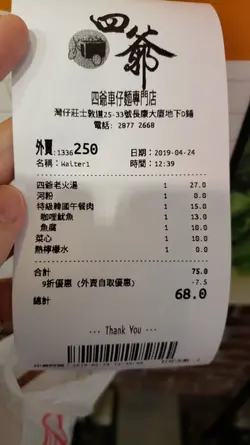 四爺
四爺車仔麵專門店
灣仔莊士敦道25-33號長康大廈地下D鋪
電話: 2877 2668
外賣:1336250 日期:2019-04-24
名稱:Waiter1 時間:12:39
四爺老火湯 1 27.0
河粉 1 0.0
特級韓國午餐肉 1 15.0
咖哩魷魚 1 13.0
魚腐 1 10.0
菜心 1 10.0
熱檸檬水 1 0.0
合計 75.0
9折優惠 (外賣自取優惠) -7.5
總計 68.0
--- Thank You ---